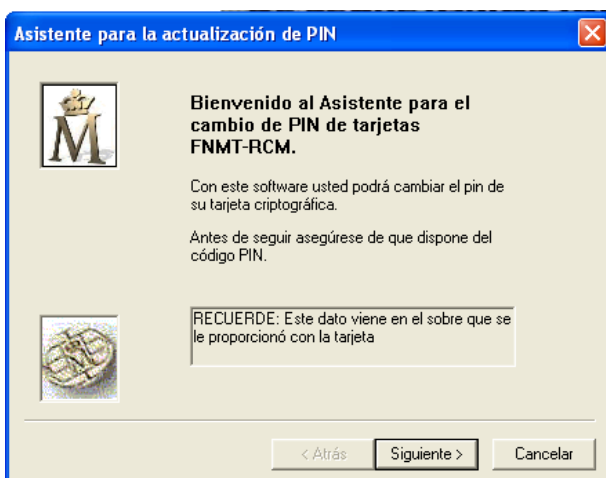 Asistente para la actualización de PIN
Bienvenido al Asistente para el
cambio de PIN de tarjetas
FNMT-RCM.
Con este software usted podrá cambiar el pin de
su tarjeta criptográfica.
Antes de seguir asegúrese de que dispone del
código PIN.
RECUERDE: Este dato viene en el sobre que se
le proporcionó con la tarjeta
< Atrás
Siguiente >
Cancelar